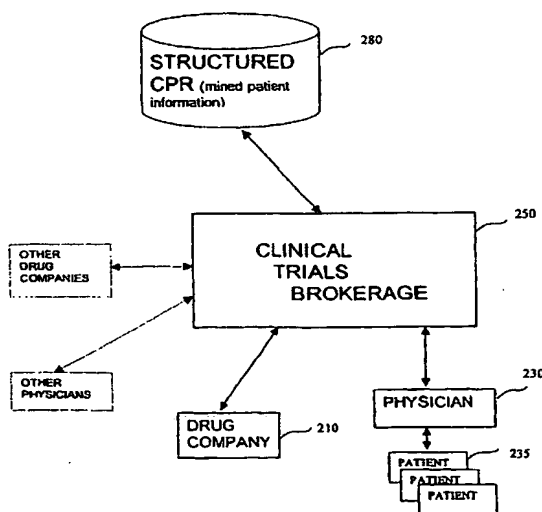 280
STRUCTURED
CPR (mined patient
information)
250
CLINICAL
TRIALS
BROKERAGE
OTHER
DRUG
COMPANIES
OTHER
PHYSICIANS
230
PHYSICIAN
DRUG
COMPANY
210
235
PATIENT
PATIENT
PATIENT